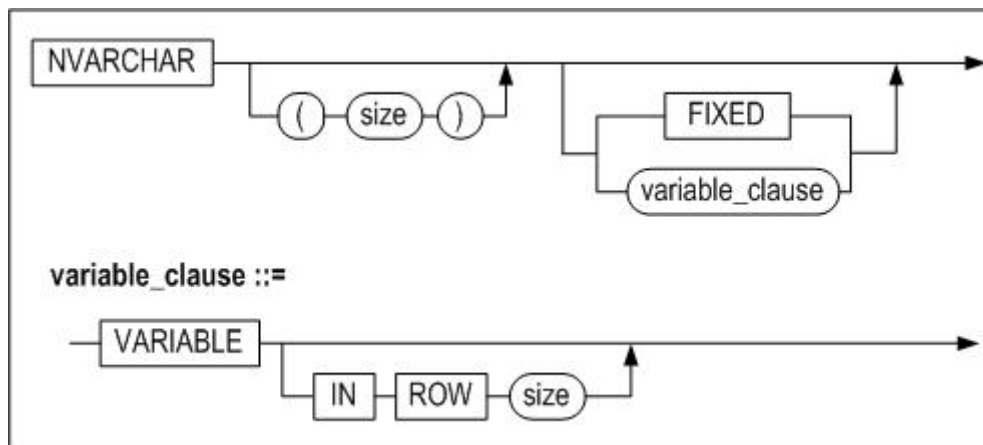 NVARCHAR
( size )
FIXED
variable_clause
variable_clause ::=
VARIABLE
IN ROW size